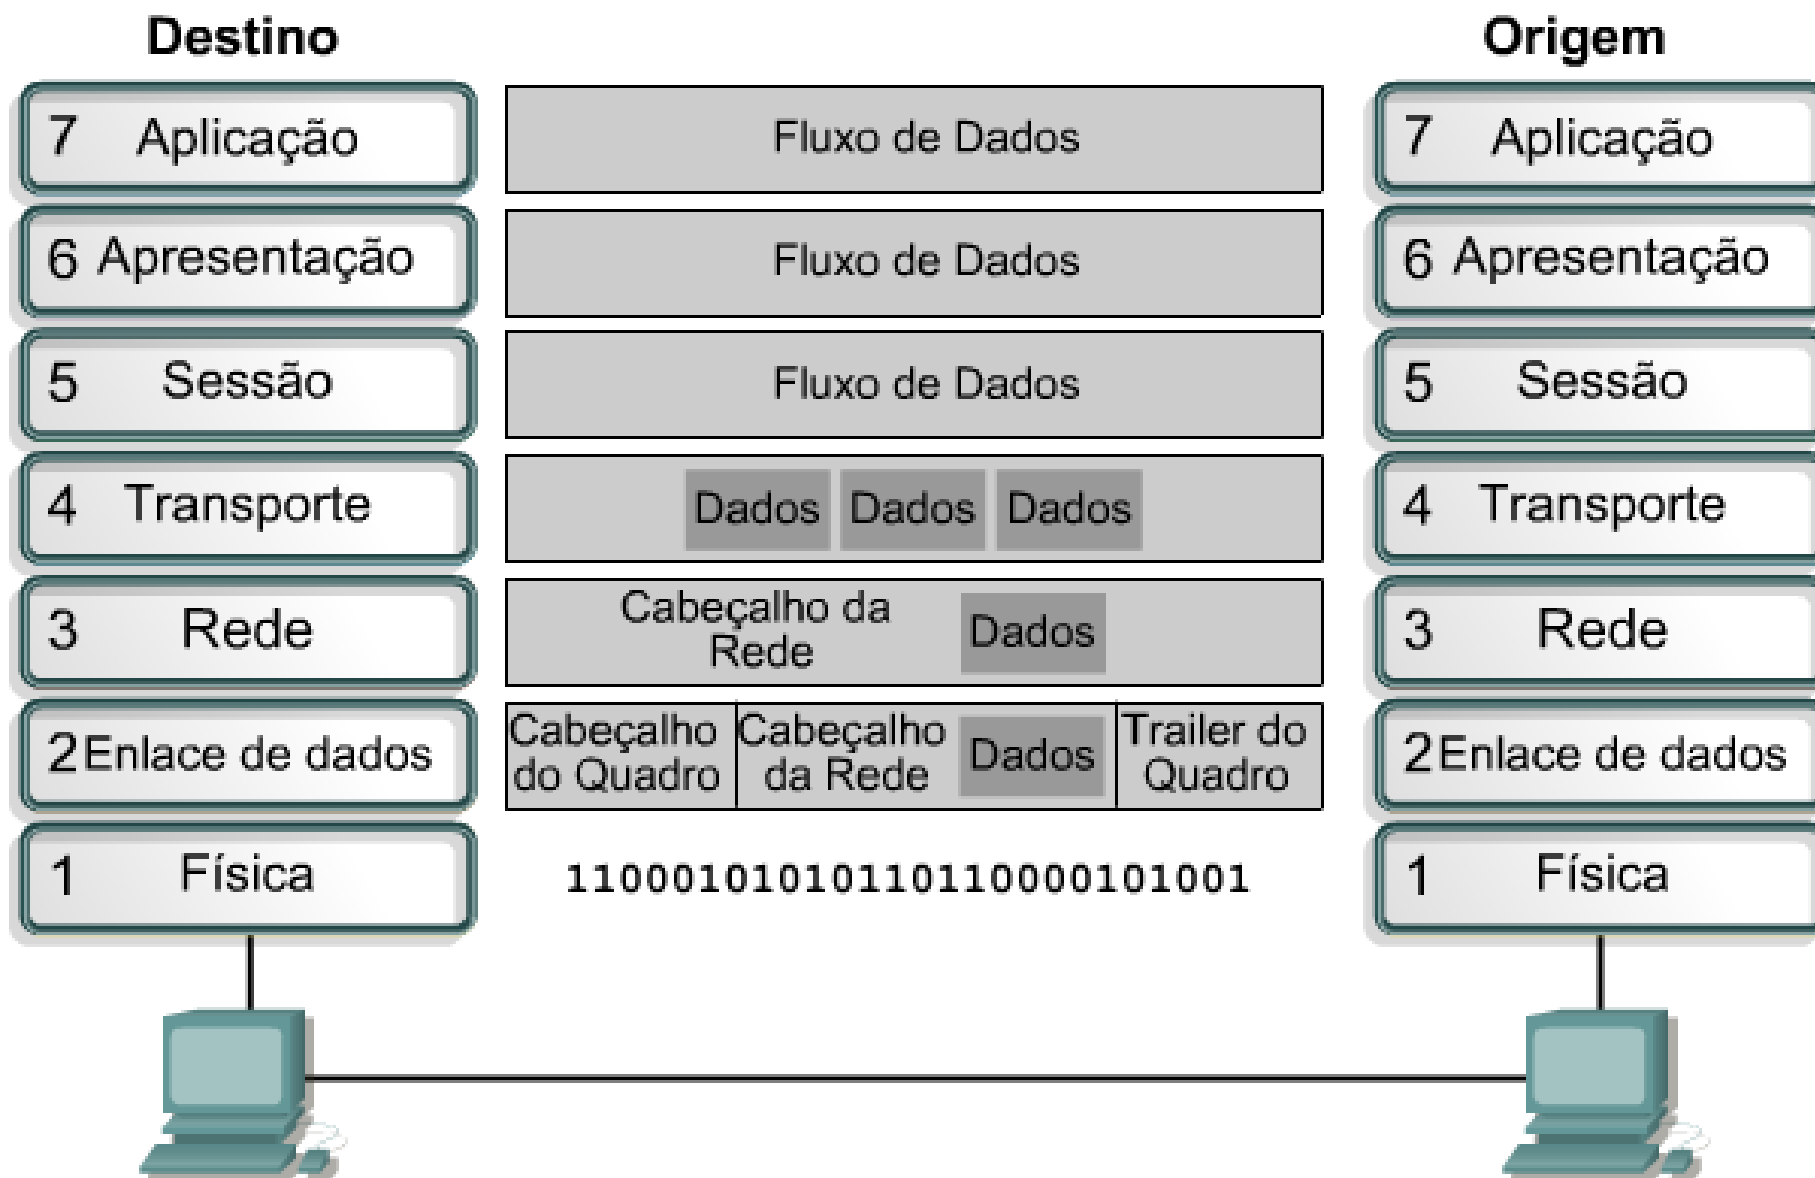 Destino
Origem
7 Aplicação
Fluxo de Dados
7 Aplicação
6 Apresentação
Fluxo de Dados
6 Apresentação
5 Sessão
Fluxo de Dados
5 Sessão
4 Transporte
Dados Dados Dados
4 Transporte
3 Rede
Cabeçalho da
Rede
Dados
3 Rede
2 Enlace de dados
Cabeçalho
do Quadro
Cabeçalho
da Rede
Dados
Trailer do
Quadro
2 Enlace de dados
1 Física
11000101010110110000101001
1 Física